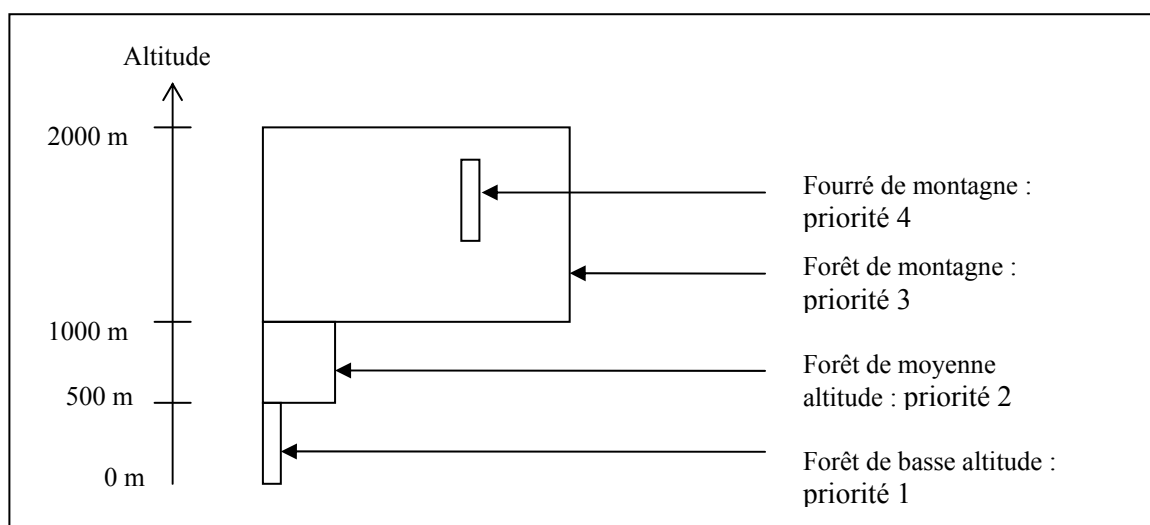 Altitude
2000 m
1000 m
500 m
0 m
Fourré de montagne :
priorité 4
Forêt de montagne :
priorité 3
Forêt de moyenne
altitude : priorité 2
Forêt de basse altitude :
priorité 1